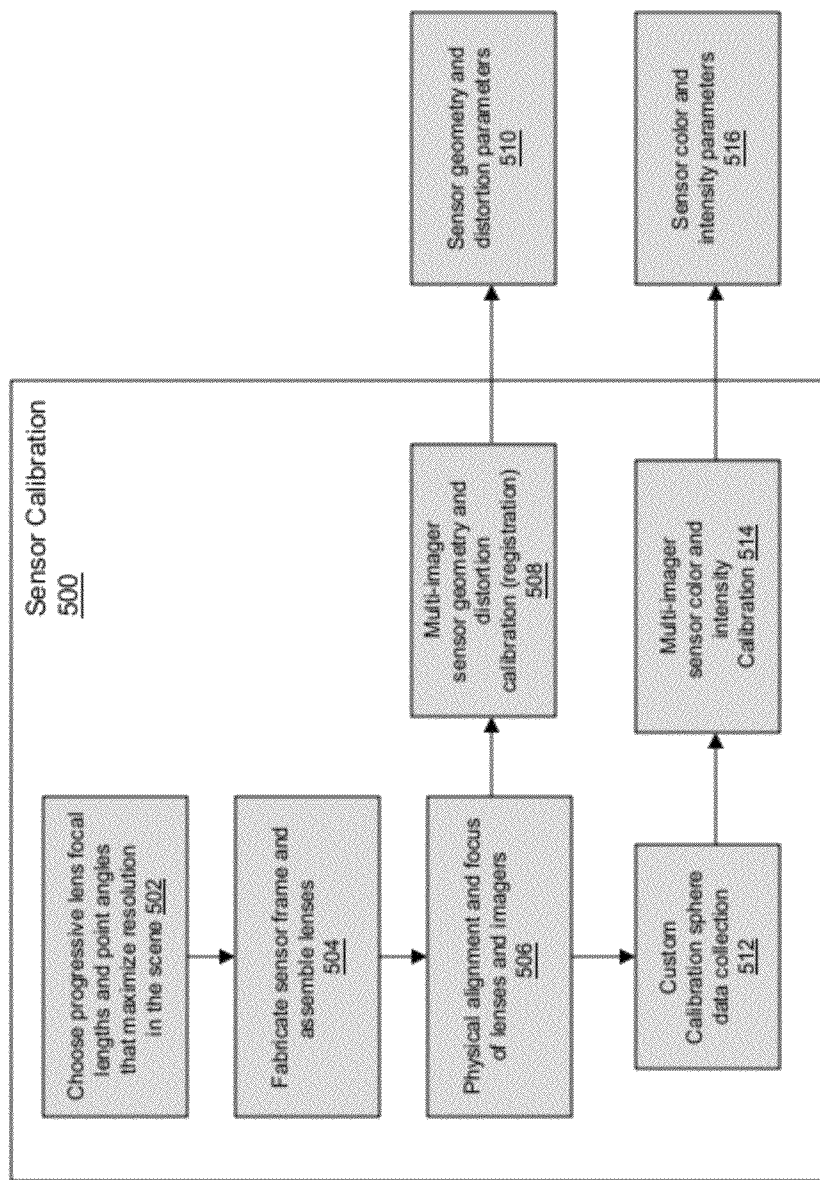 Sensor Calibration
500
Choose progressive lens focal
lengths and point angles
that maximize resolution
in the scene 502
Fabricate sensor frame and
assemble lenses
504
Physical alignment and focus
of lenses and imagers
506
Multi-imager
sensor geometry and
distortion
calibration (registration)
508
Sensor geometry and
distortion parameters
510
Custom
Calibration sphere
data collection
512
Multi-imager
sensor color and
intensity
Calibration 514
Sensor color and
intensity parameters
516